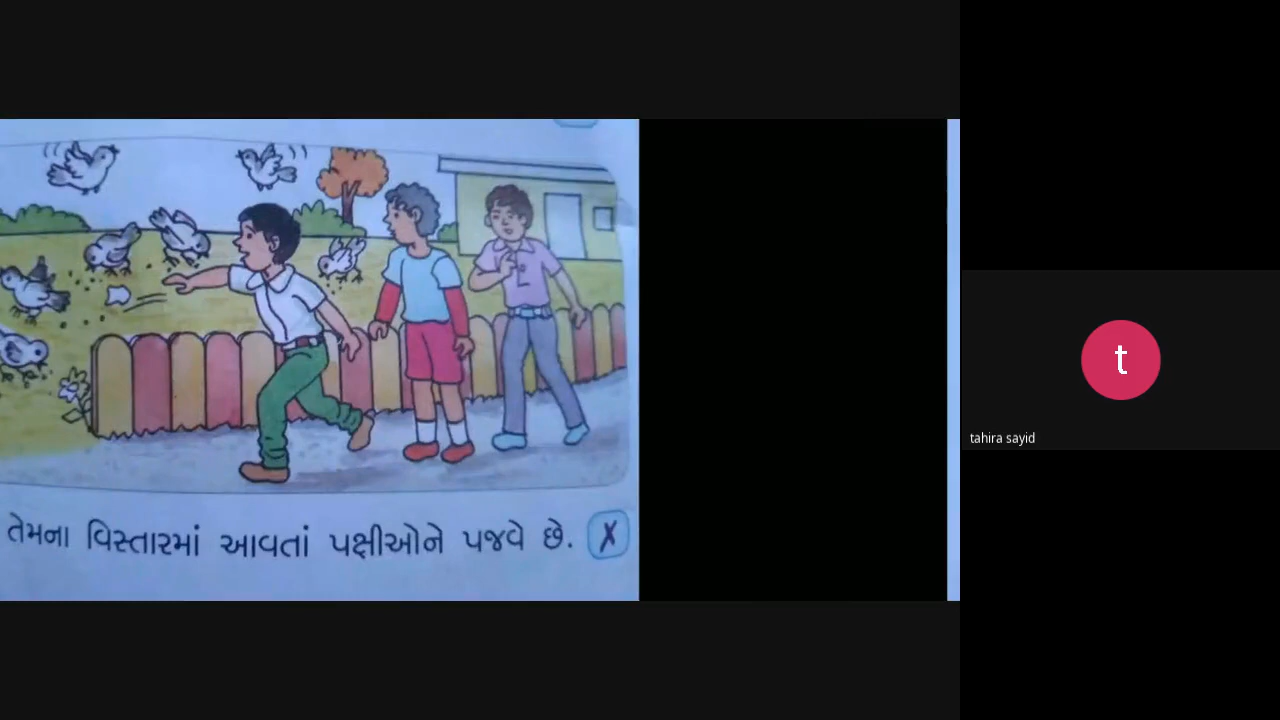 તેમના વિસ્તારમાં આવતાં પક્ષીઓને પજવે છે. X
t
tahira sayid